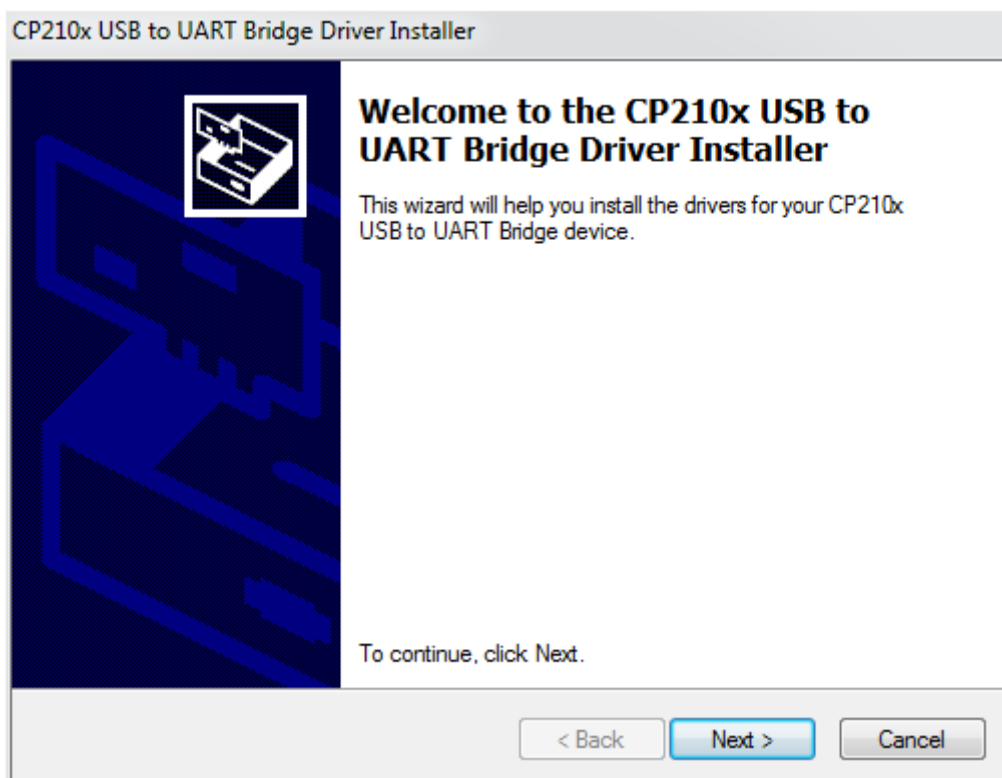 CP210x USB to UART Bridge Driver Installer
Welcome to the CP210x USB to
UART Bridge Driver Installer
This wizard will help you install the drivers for your CP210x
USB to UART Bridge device.
To continue, click Next.
< Back Next > Cancel